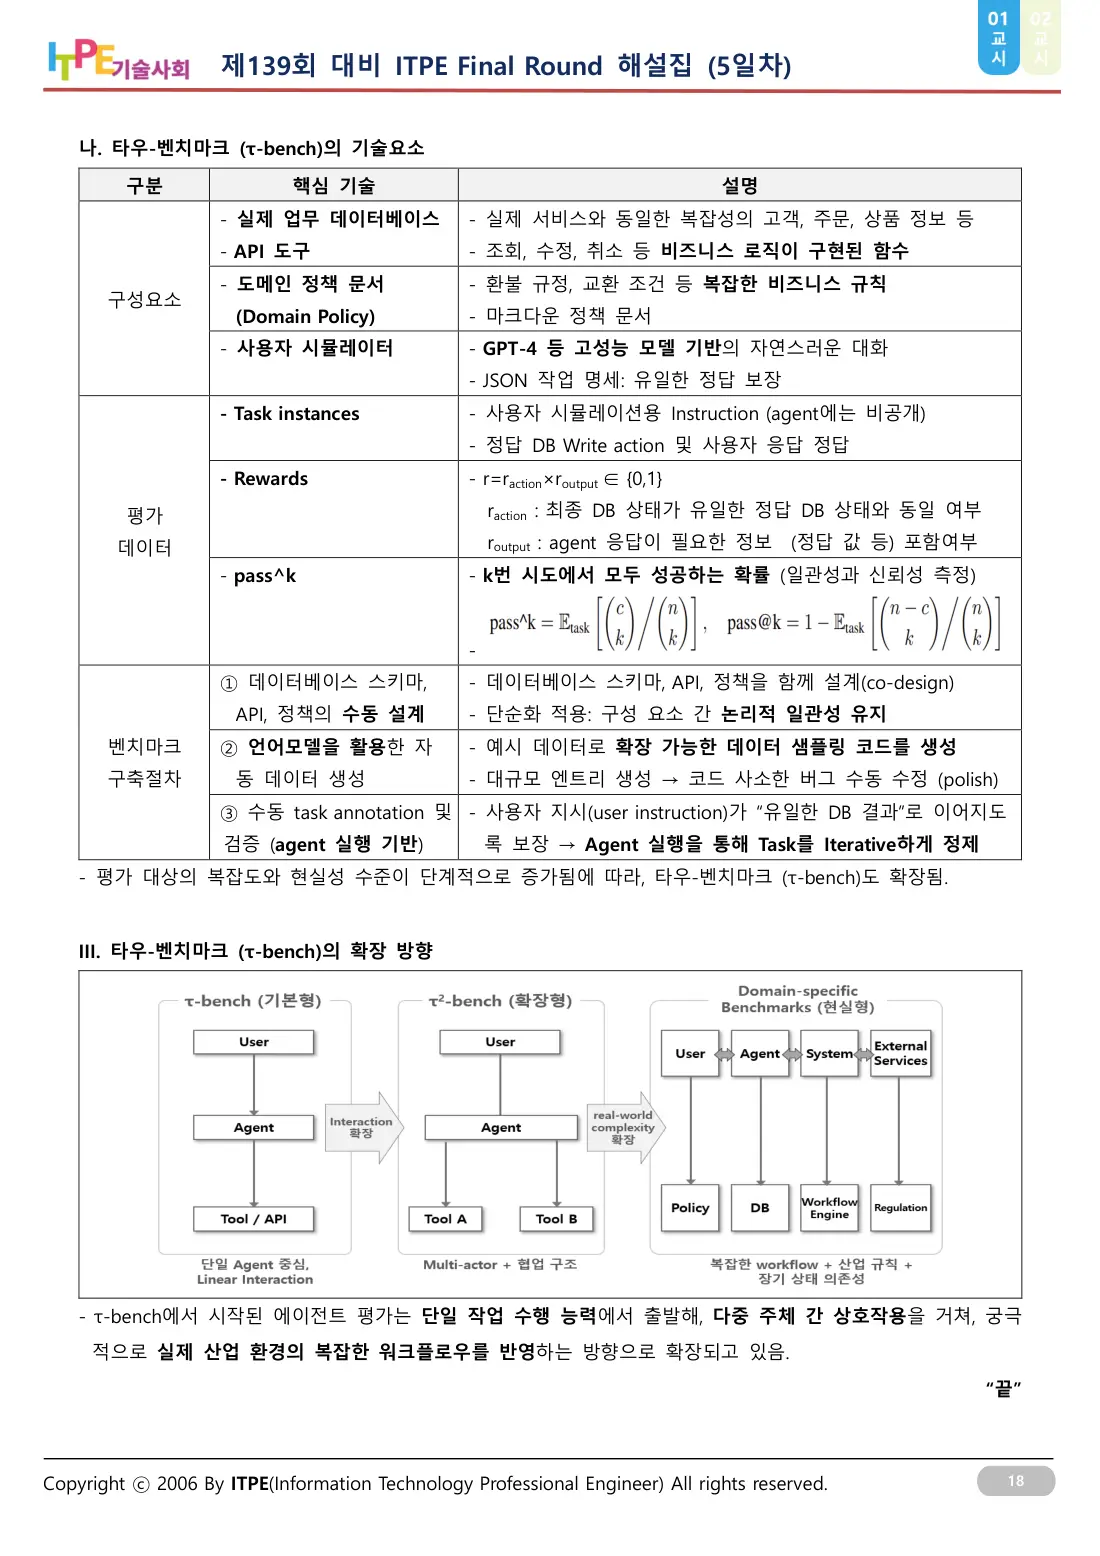 01 교시
02 교시
ITPE기술사회 제139회 대비 ITPE Final Round 해설집 (5일차)
나. 타우-벤치마크 (τ-bench)의 기술요소
구분 핵심 기술 설명
구성요소
- 실제 업무 데이터베이스
- API 도구
- 실제 서비스와 동일한 복잡성의 고객, 주문, 상품 정보 등
- 조회, 수정, 취소 등 비즈니스 로직이 구현된 함수
- 도메인 정책 문서
(Domain Policy)
- 환불 규정, 교환 조건 등 복잡한 비즈니스 규칙
- 마크다운 정책 문서
- 사용자 시뮬레이터
- GPT-4 등 고성능 모델 기반의 자연스러운 대화
- JSON 작업 명세: 유일한 정답 보장
평가
데이터
- Task instances
- 사용자 시뮬레이션용 Instruction (agent에는 비공개)
- 정답 DB Write action 및 사용자 응답 정답
- Rewards
- r=raction×routput ∈ {0,1}
raction : 최종 DB 상태가 유일한 정답 DB 상태와 동일 여부
routput : agent 응답이 필요한 정보 (정답 값 등) 포함여부
- pass^k
- k번 시도에서 모두 성공하는 확률 (일관성과 신뢰성 측정)
- pass^k = 𝔼task [(c k) / (n k)], pass@k = 1 − 𝔼task [(n − c k) / (n k)]
벤치마크
구축절차
① 데이터베이스 스키마,
API, 정책의 수동 설계
- 데이터베이스 스키마, API, 정책을 함께 설계(co-design)
- 단순화 적용: 구성 요소 간 논리적 일관성 유지
② 언어모델을 활용한 자
동 데이터 생성
- 예시 데이터로 확장 가능한 데이터 샘플링 코드를 생성
- 대규모 엔트리 생성 → 코드 사소한 버그 수동 수정 (polish)
③ 수동 task annotation 및
검증 (agent 실행 기반)
- 사용자 지시(user instruction)가 “유일한 DB 결과”로 이어지도
록 보장 → Agent 실행을 통해 Task를 Iterative하게 정제
- 평가 대상의 복잡도와 현실성 수준이 단계적으로 증가됨에 따라, 타우-벤치마크 (τ-bench)도 확장됨.
III. 타우-벤치마크 (τ-bench)의 확장 방향
τ-bench (기본형)
User
Agent
Tool / API
단일 Agent 중심,
Linear Interaction
Interaction
확장
τ²-bench (확장형)
User
Agent
Tool A Tool B
Multi-actor + 협업 구조
real-world
complexity
확장
Domain-specific
Benchmarks (현실형)
User Agent System External
Services
Policy DB Workflow
Engine Regulation
복잡한 workflow + 산업 규칙 +
장기 상태 의존성
- τ-bench에서 시작된 에이전트 평가는 단일 작업 수행 능력에서 출발해, 다중 주체 간 상호작용을 거쳐, 궁극
적으로 실제 산업 환경의 복잡한 워크플로우를 반영하는 방향으로 확장되고 있음.
“끝”
Copyright ⓒ 2006 By ITPE(Information Technology Professional Engineer) All rights reserved.
18